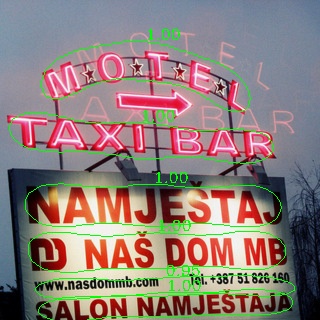 MOTEL
TAXI BAR
NAMJEŠTAJ
NAŠ DOM MB
www.nasdommb.com Tel. +387 51 826 160
SALON NAMJEŠTAJA